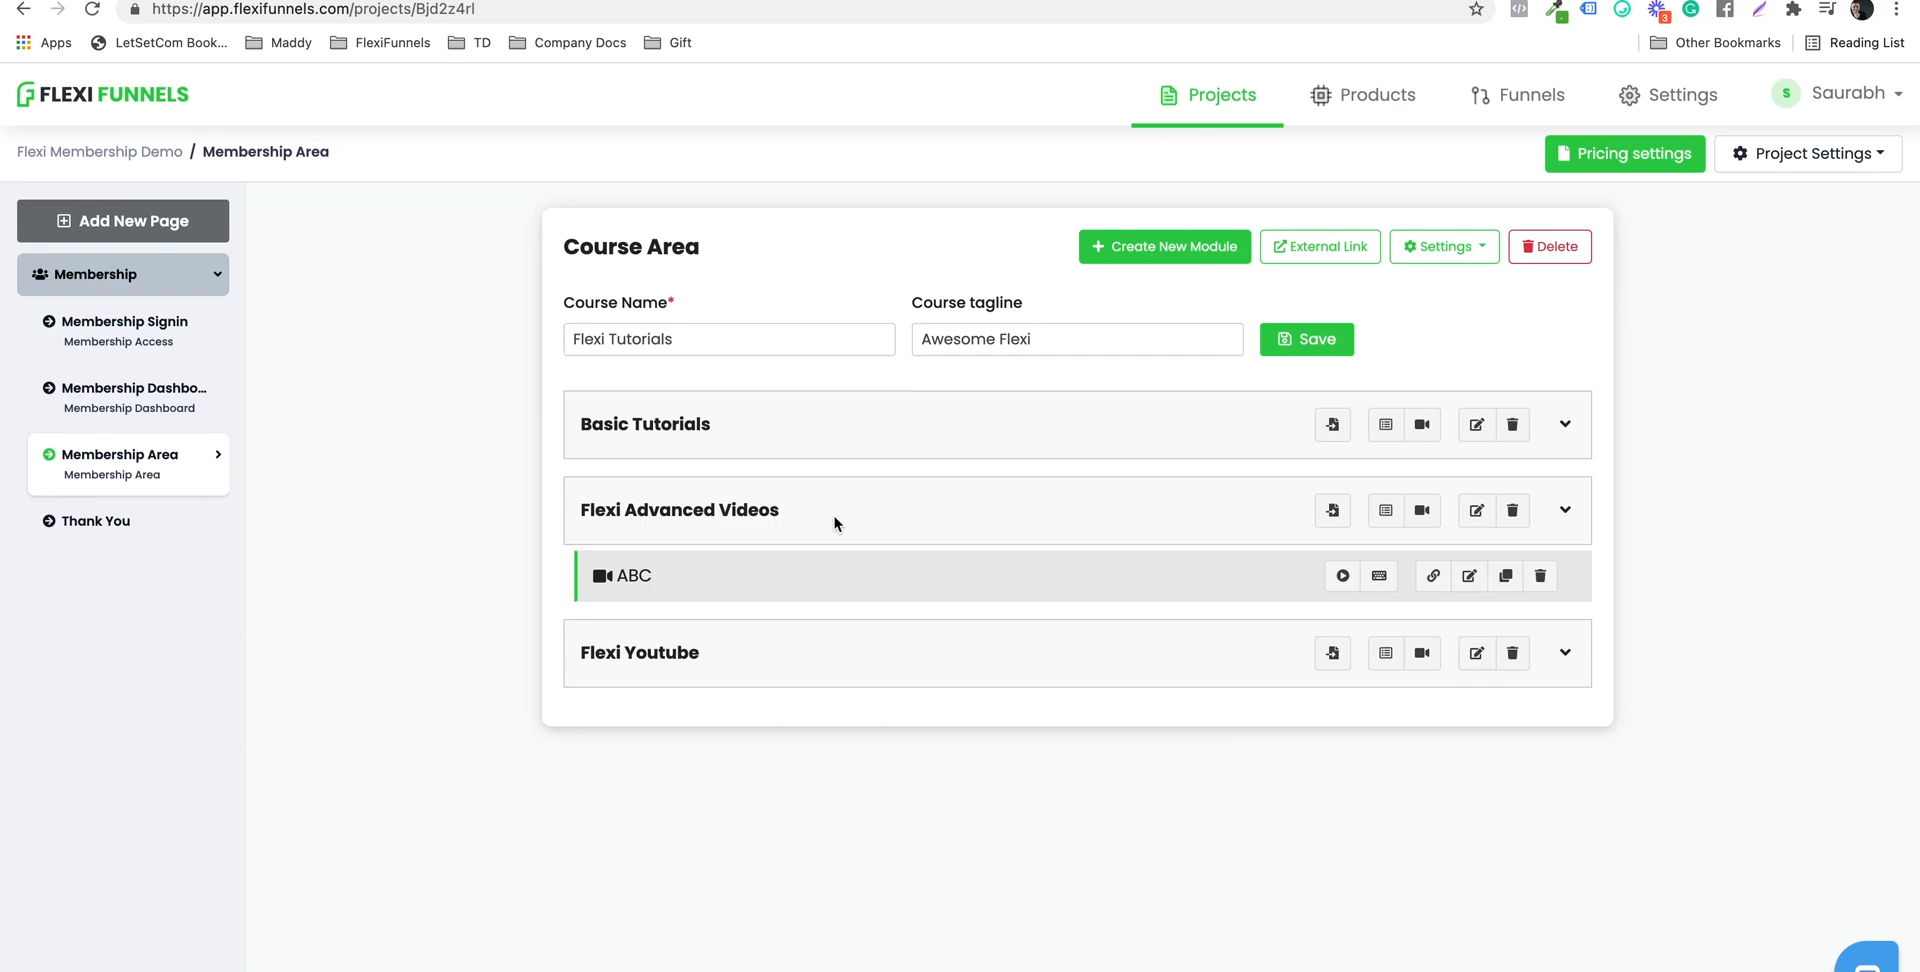 https://app.flexifunnels.com/projects/Bjd2z4rl
3
Apps LetSetCom Book... Maddy FlexiFunnels TD Company Docs Gift Other Bookmarks Reading List
FLEXI FUNNELS Projects Products Funnels Settings S Saurabh
Flexi Membership Demo / Membership Area Pricing settings Project Settings
Add New Page
Membership
Membership Signin
Membership Access
Membership Dashbo...
Membership Dashboard
Membership Area
Membership Area
Thank You
Course Area Create New Module External Link Settings Delete
Course Name* Course tagline
Flexi Tutorials Awesome Flexi Save
Basic Tutorials
Flexi Advanced Videos
ABC
Flexi Youtube